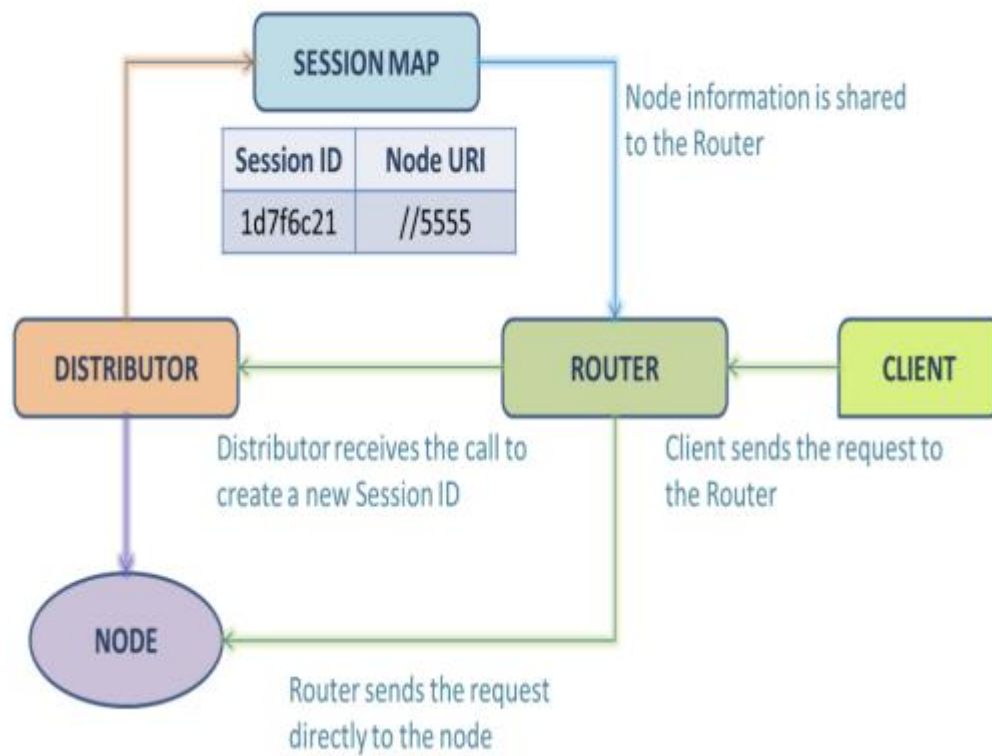 SESSION MAP
Node information is shared
to the Router
Session ID Node URI
1d7f6c21 //5555
DISTRIBUTOR
ROUTER
CLIENT
Distributor receives the call to
create a new Session ID
Client sends the request to
the Router
NODE
Router sends the request
directly to the node